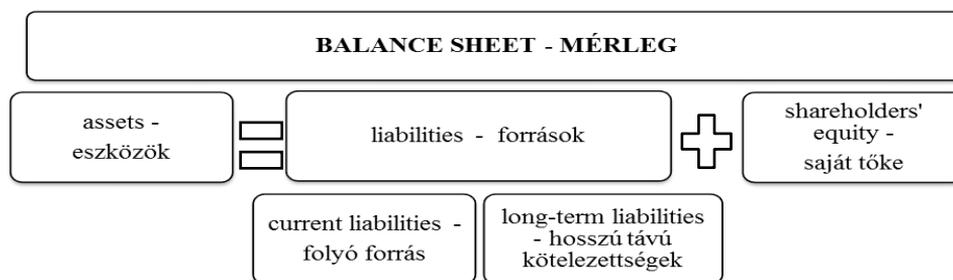 BALANCE SHEET - MÉRLEG
assets -
eszközök
liabilities - források
shareholders'
equity -
saját tőke
current liabilities -
folyó forrás
long-term liabilities
- hosszú távú
kötelezettségek